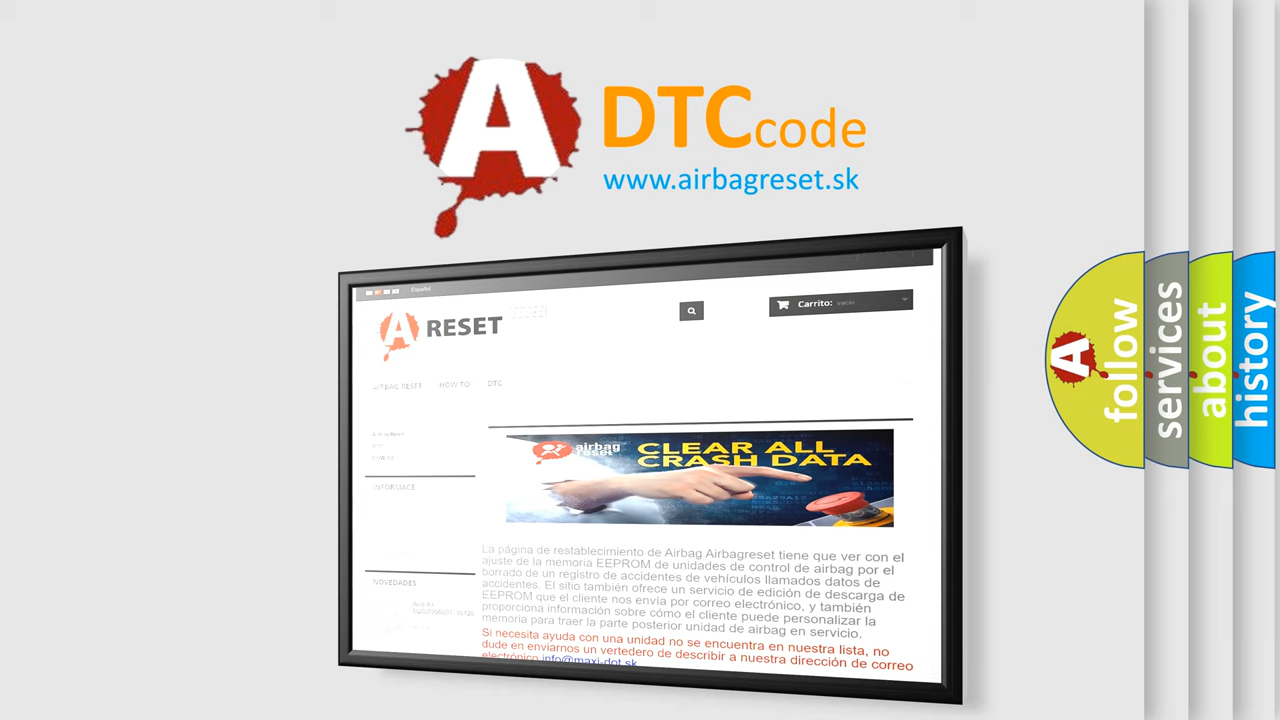 A
DTCcode
www.airbagreset.sk
Español
A RESET
Carrito: vacío
AIRBAG RESET HOW TO DTC
Airbag Reset
DTC
HOW TO
INFORMACE
airbag
reset
CLEAR ALL
CRASH DATA
La página de restablecimiento de Airbag Airbagreset tiene que ver con el
ajuste de la memoria EEPROM de unidades de control de airbag por el
borrado de un registro de accidentes de vehículos llamados datos de
accidentes. El sitio también ofrece un servicio de edición de descarga de
EEPROM que el cliente nos envía por correo electrónico, y también
proporciona información sobre cómo el cliente puede personalizar la
memoria para traer la parte posterior unidad de airbag en servicio.
Si necesita ayuda con una unidad no se encuentra en nuestra lista, no
dude en enviarnos un vertedero de describir a nuestra dirección de correo
electrónico info@maxi-dot.sk
NOVEDADES
A
follow
services
about
history